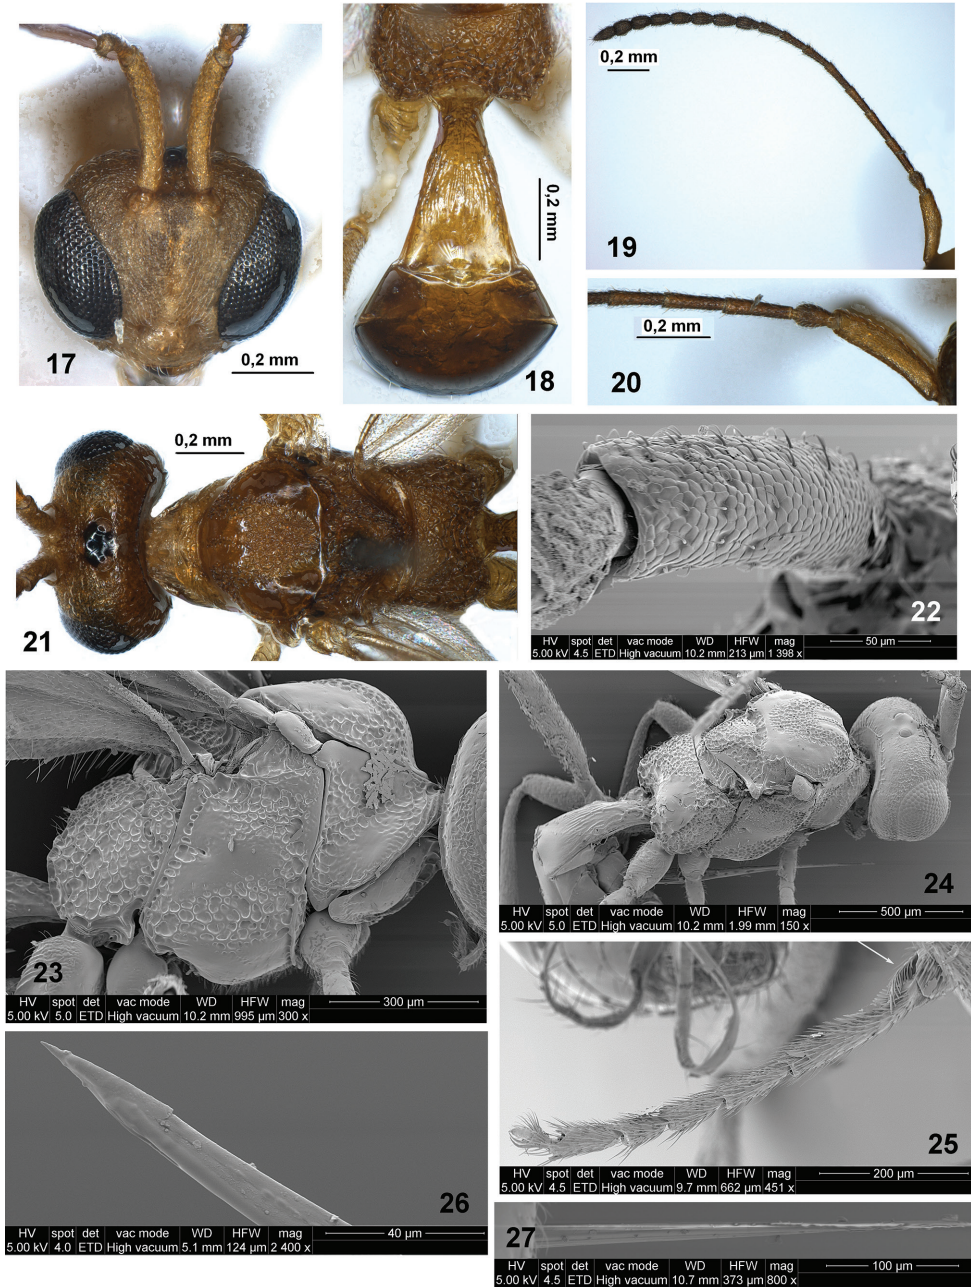 17
0,2 mm
18
0,2 mm
19
0,2 mm
20
0,2 mm
21
0,2 mm
22
HV spot det vac mode WD HFW mag 50 µm
5.00 kV 4.5 ETD High vacuum 10.2 mm 213 µm 1 398 x
23
HV spot det vac mode WD HFW mag 300 µm
5.00 kV 5.0 ETD High vacuum 10.2 mm 995 µm 300 x
24
HV spot det vac mode WD HFW mag 500 µm
5.00 kV 5.0 ETD High vacuum 10.2 mm 1.99 mm 150 x
25
HV spot det vac mode WD HFW mag 200 µm
5.00 kV 4.5 ETD High vacuum 9.7 mm 662 µm 451 x
26
HV spot det vac mode WD HFW mag 40 µm
5.00 kV 4.0 ETD High vacuum 5.1 mm 124 µm 2 400 x
27
HV spot det vac mode WD HFW mag 100 µm
5.00 kV 4.5 ETD High vacuum 10.7 mm 373 µm 800 x